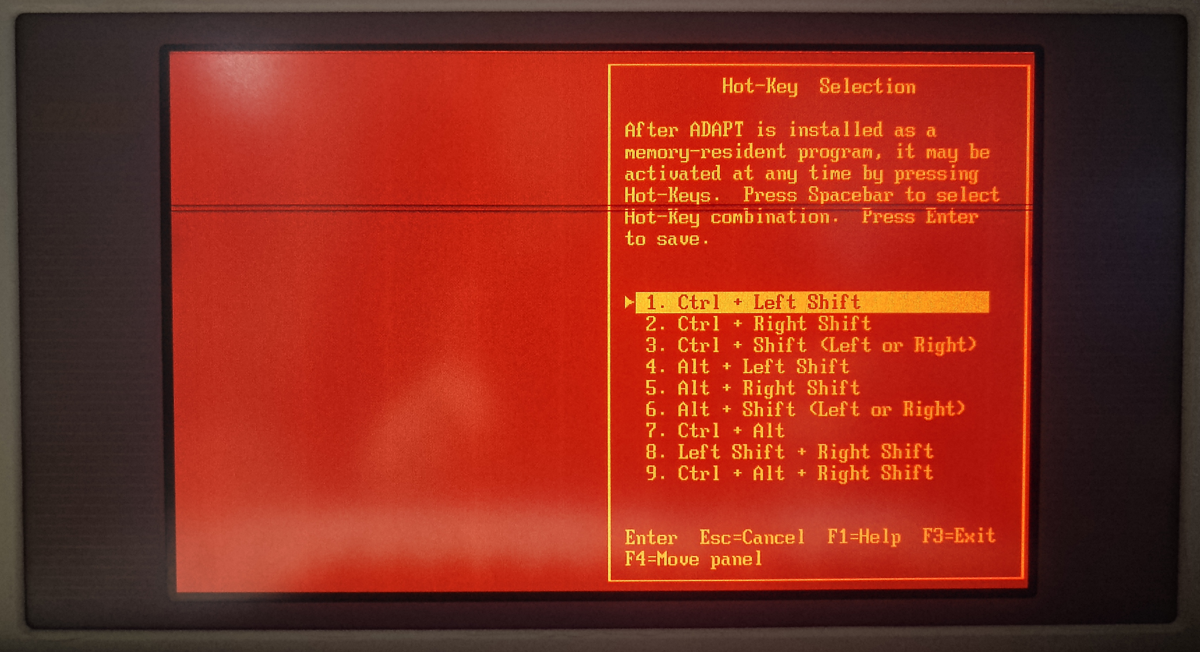 Hot-Key Selection
After ADAPT is installed as a
memory-resident program, it may be
activated at any time by pressing
Hot-Keys. Press Spacebar to select
Hot-Key combination. Press Enter
to save.
1. Ctrl + Left Shift
2. Ctrl + Right Shift
3. Ctrl + Shift (Left or Right)
4. Alt + Left Shift
5. Alt + Right Shift
6. Alt + Shift (Left or Right)
7. Ctrl + Alt
8. Left Shift + Right Shift
9. Ctrl + Alt + Right Shift
Enter Esc=Cancel F1=Help F3=Exit
F4=Move panel